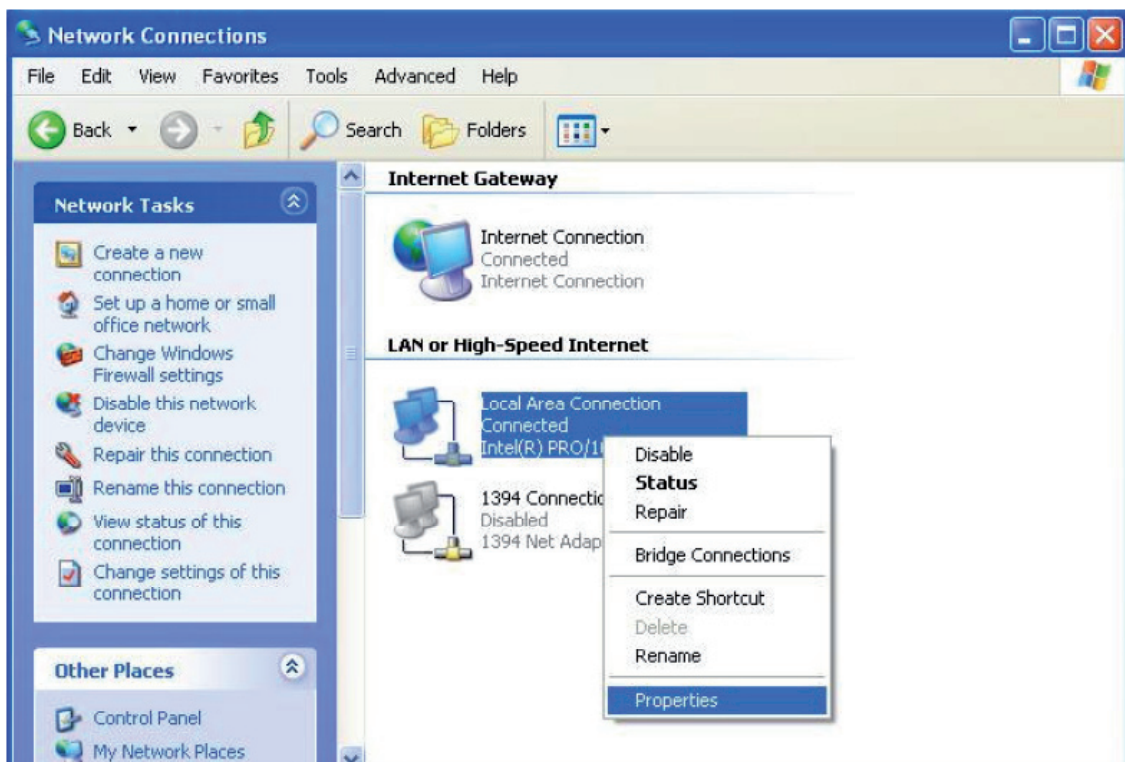 Network Connections
File Edit View Favorites Tools Advanced Help
Back Search Folders
Network Tasks
Create a new
connection
Set up a home or small
office network
Change Windows
Firewall settings
Disable this network
device
Repair this connection
Rename this connection
View status of this
connection
Change settings of this
connection
Other Places
Control Panel
My Network Places
Internet Gateway
Internet Connection
Connected
Internet Connection
LAN or High-Speed Internet
Local Area Connection
Connected
Intel(R)
1394
Disabled
1394 Net
Disable
Status
Repair
Bridge Connections
Create Shortcut
Delete
Rename
Properties